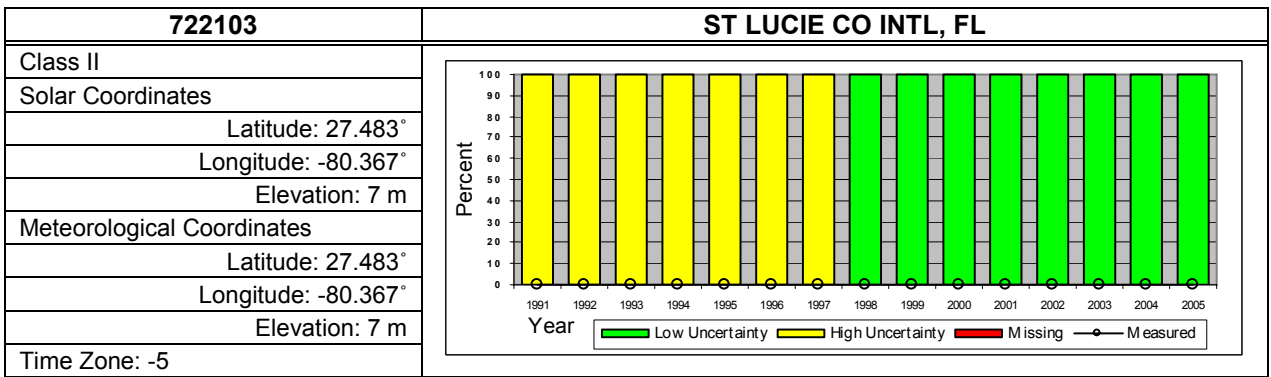 722103
ST LUCIE CO INTL, FL
Class II
Solar Coordinates
Latitude: 27.483˚
Longitude: -80.367˚
Elevation: 7 m
Meteorological Coordinates
Latitude: 27.483˚
Longitude: -80.367˚
Elevation: 7 m
Time Zone: -5
Percent
100
90
80
70
60
50
40
30
20
10
0
1991 1992 1993 1994 1995 1996 1997 1998 1999 2000 2001 2002 2003 2004 2005
Year
Low Uncertainty High Uncertainty Missing Measured